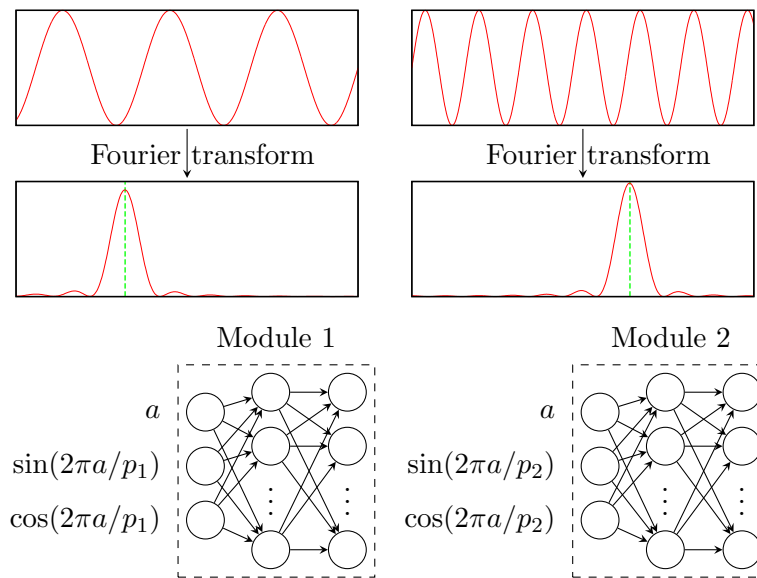 Fourier transform
Fourier transform
Module 1
Module 2
a
a
sin(2πa/p₁)
sin(2πa/p₂)
cos(2πa/p₁)
cos(2πa/p₂)